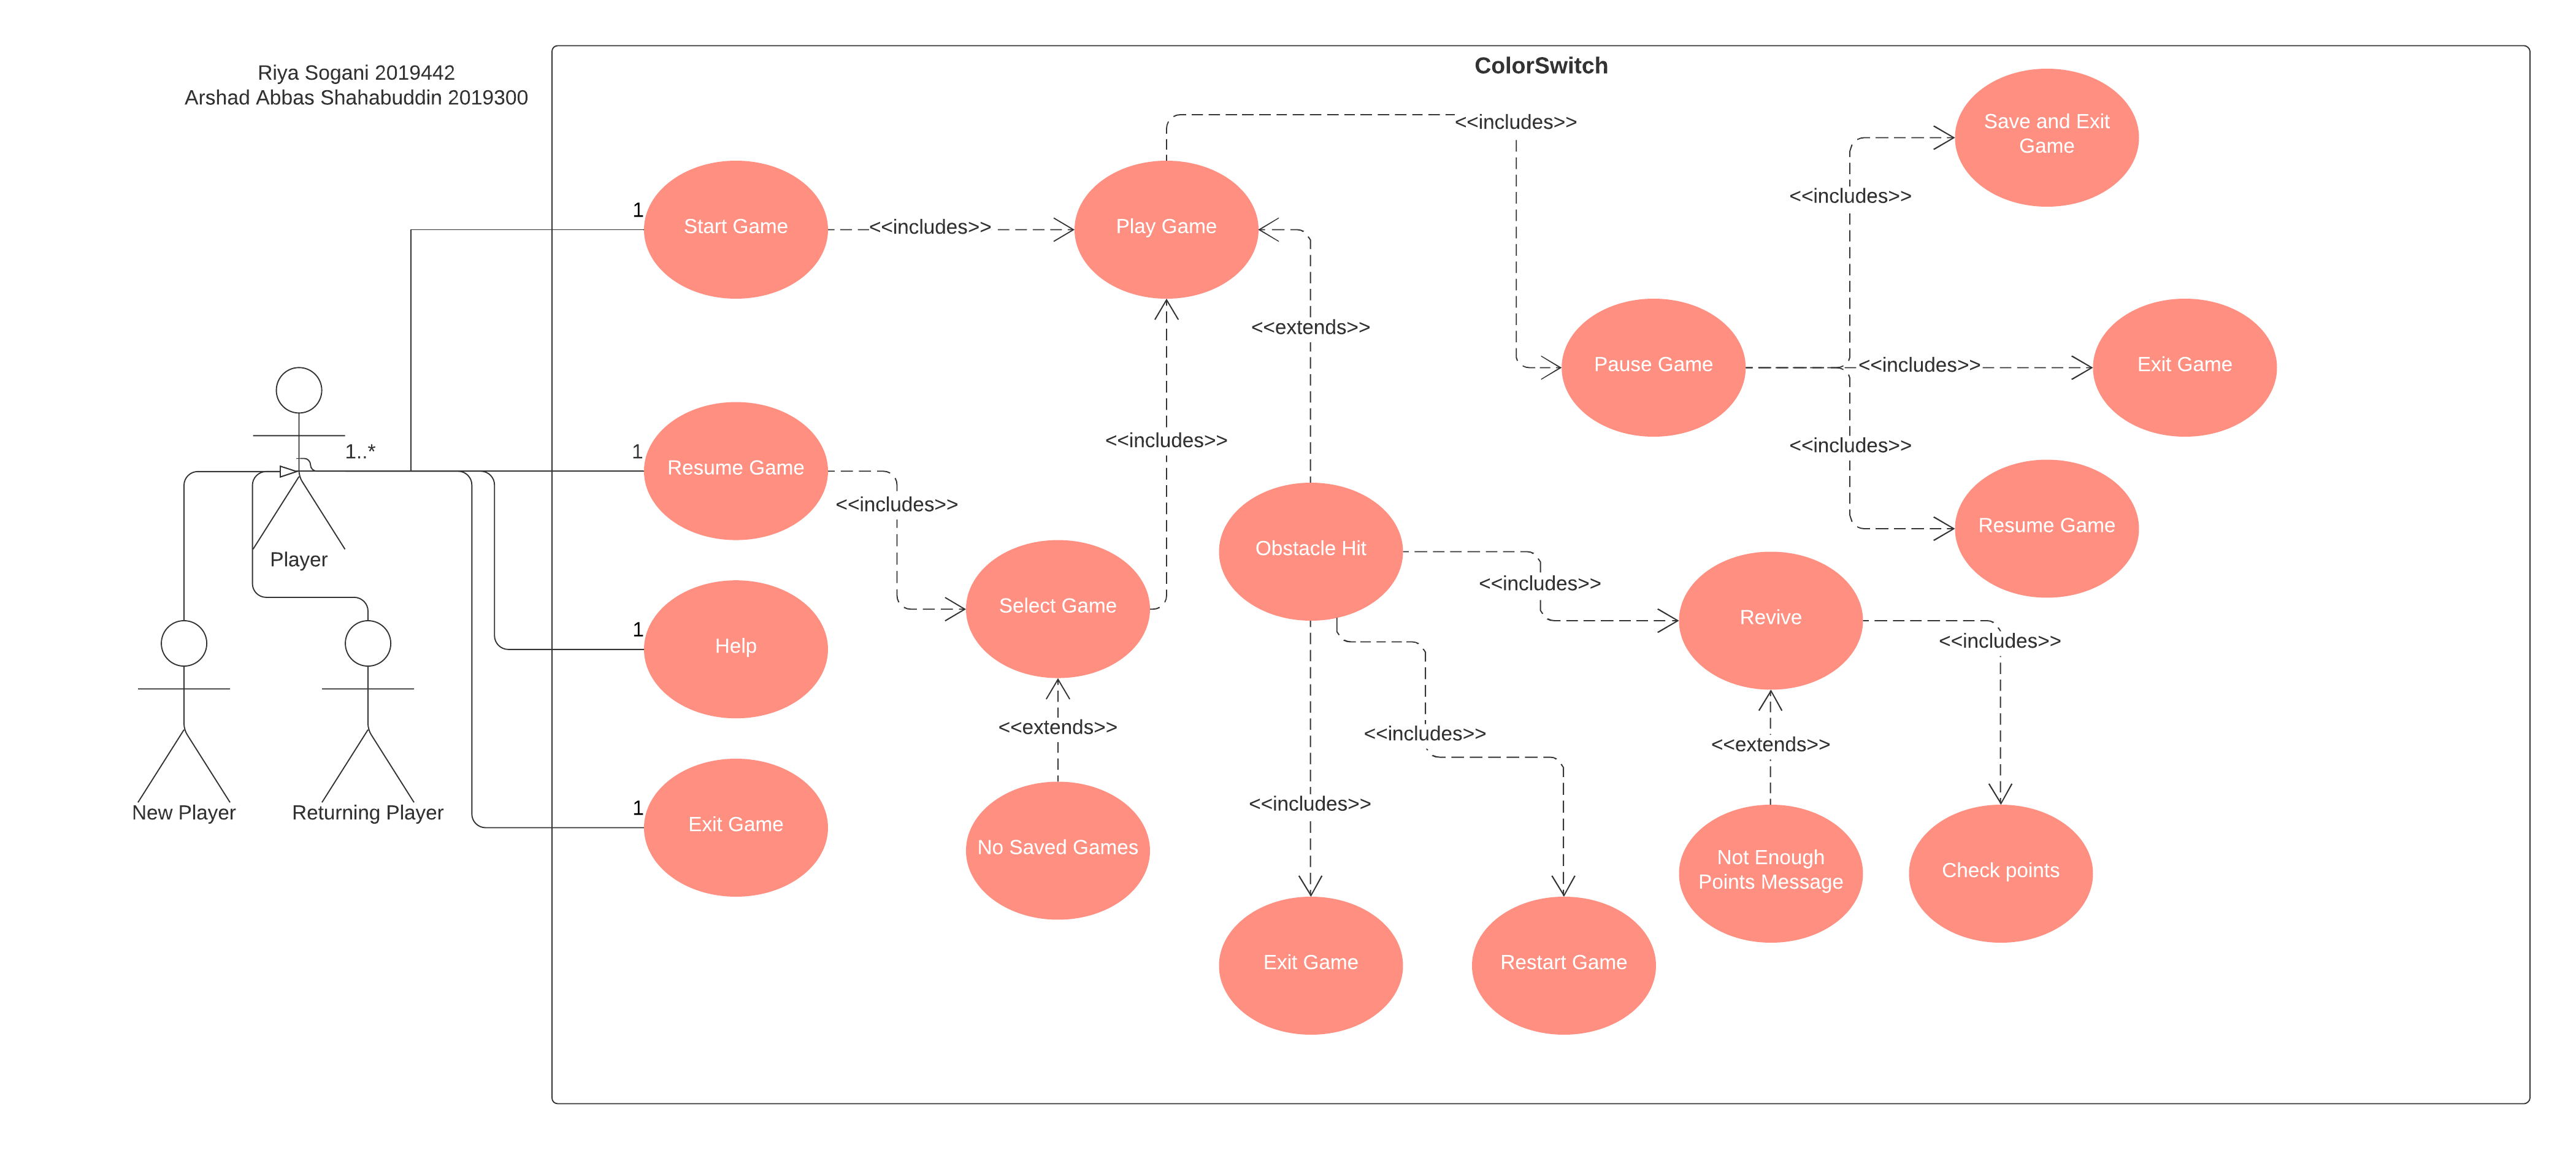 ColorSwitch
Riya Sogani 2019442
Arshad Abbas Shahabuddin 2019300
<<includes>>
Save and Exit
Game
<<includes>>
1
Start Game
<<includes>>
Play Game
<<extends>>
Pause Game
<<includes>>
Exit Game
<<includes>>
<<includes>>
1..*
1
Resume Game
<<includes>>
Resume Game
Obstacle Hit
Player
<<includes>>
Select Game
Revive
1
Help
<<includes>>
<<extends>>
<<includes>>
<<extends>>
1
<<includes>>
New Player
Returning Player
Exit Game
No Saved Games
Not Enough
Points Message
Check points
Exit Game
Restart Game